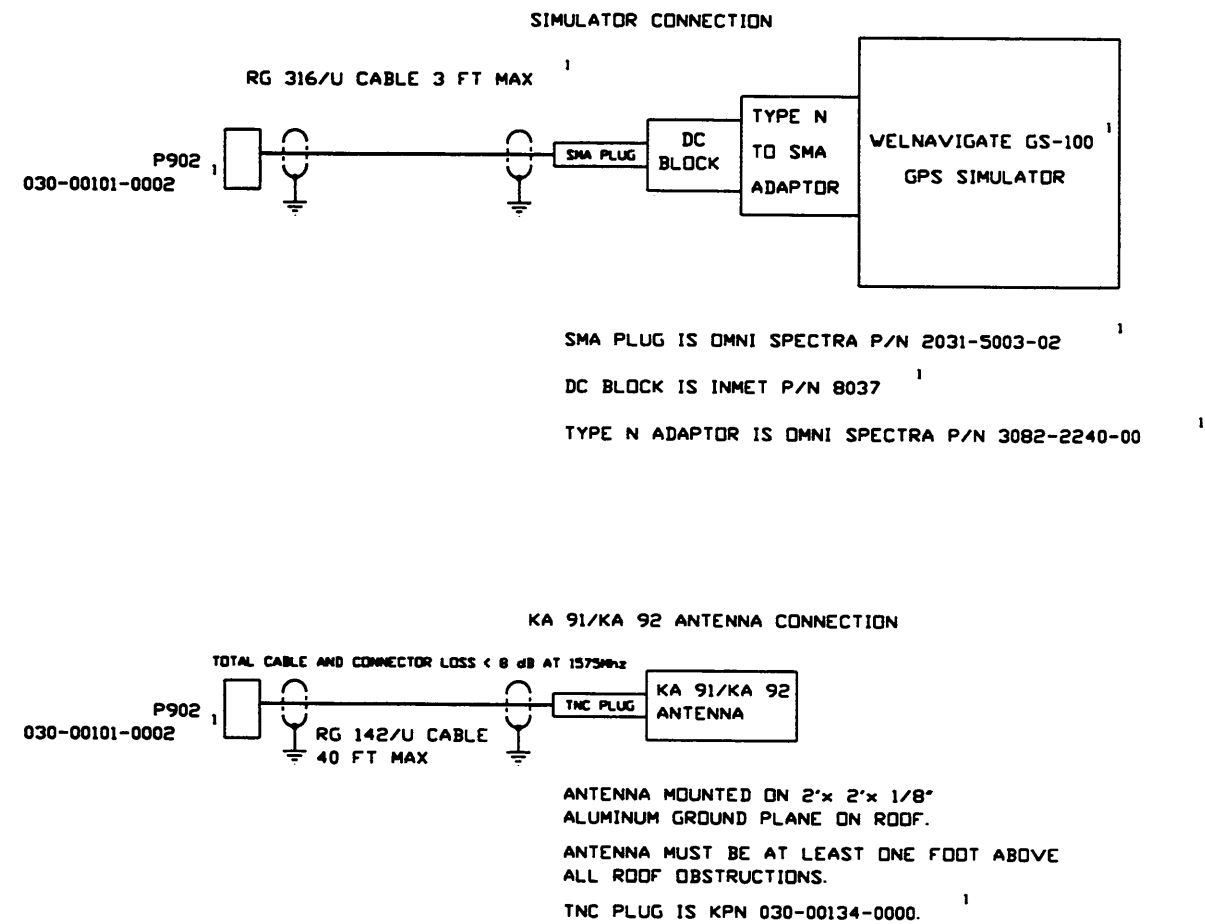 SIMULATOR CONNECTION
RG 316/U CABLE 3 FT MAX 1
P902 1
030-00101-0002
SMA PLUG
DC
BLOCK
TYPE N
TO SMA
ADAPTOR
WELNAVIGATE GS-100 1
GPS SIMULATOR
SMA PLUG IS OMNI SPECTRA P/N 2031-5003-02 1
DC BLOCK IS INMET P/N 8037 1
TYPE N ADAPTOR IS OMNI SPECTRA P/N 3082-2240-00 1
KA 91/KA 92 ANTENNA CONNECTION
TOTAL CABLE AND CONNECTOR LOSS < 8 dB AT 1575Mhz
P902 1
030-00101-0002
RG 142/U CABLE
40 FT MAX
TNC PLUG
KA 91/KA 92
ANTENNA
ANTENNA MOUNTED ON 2'x 2'x 1/8"
ALUMINUM GROUND PLANE ON ROOF.
ANTENNA MUST BE AT LEAST ONE FOOT ABOVE
ALL ROOF OBSTRUCTIONS.
TNC PLUG IS KPN 030-00134-0000. 1